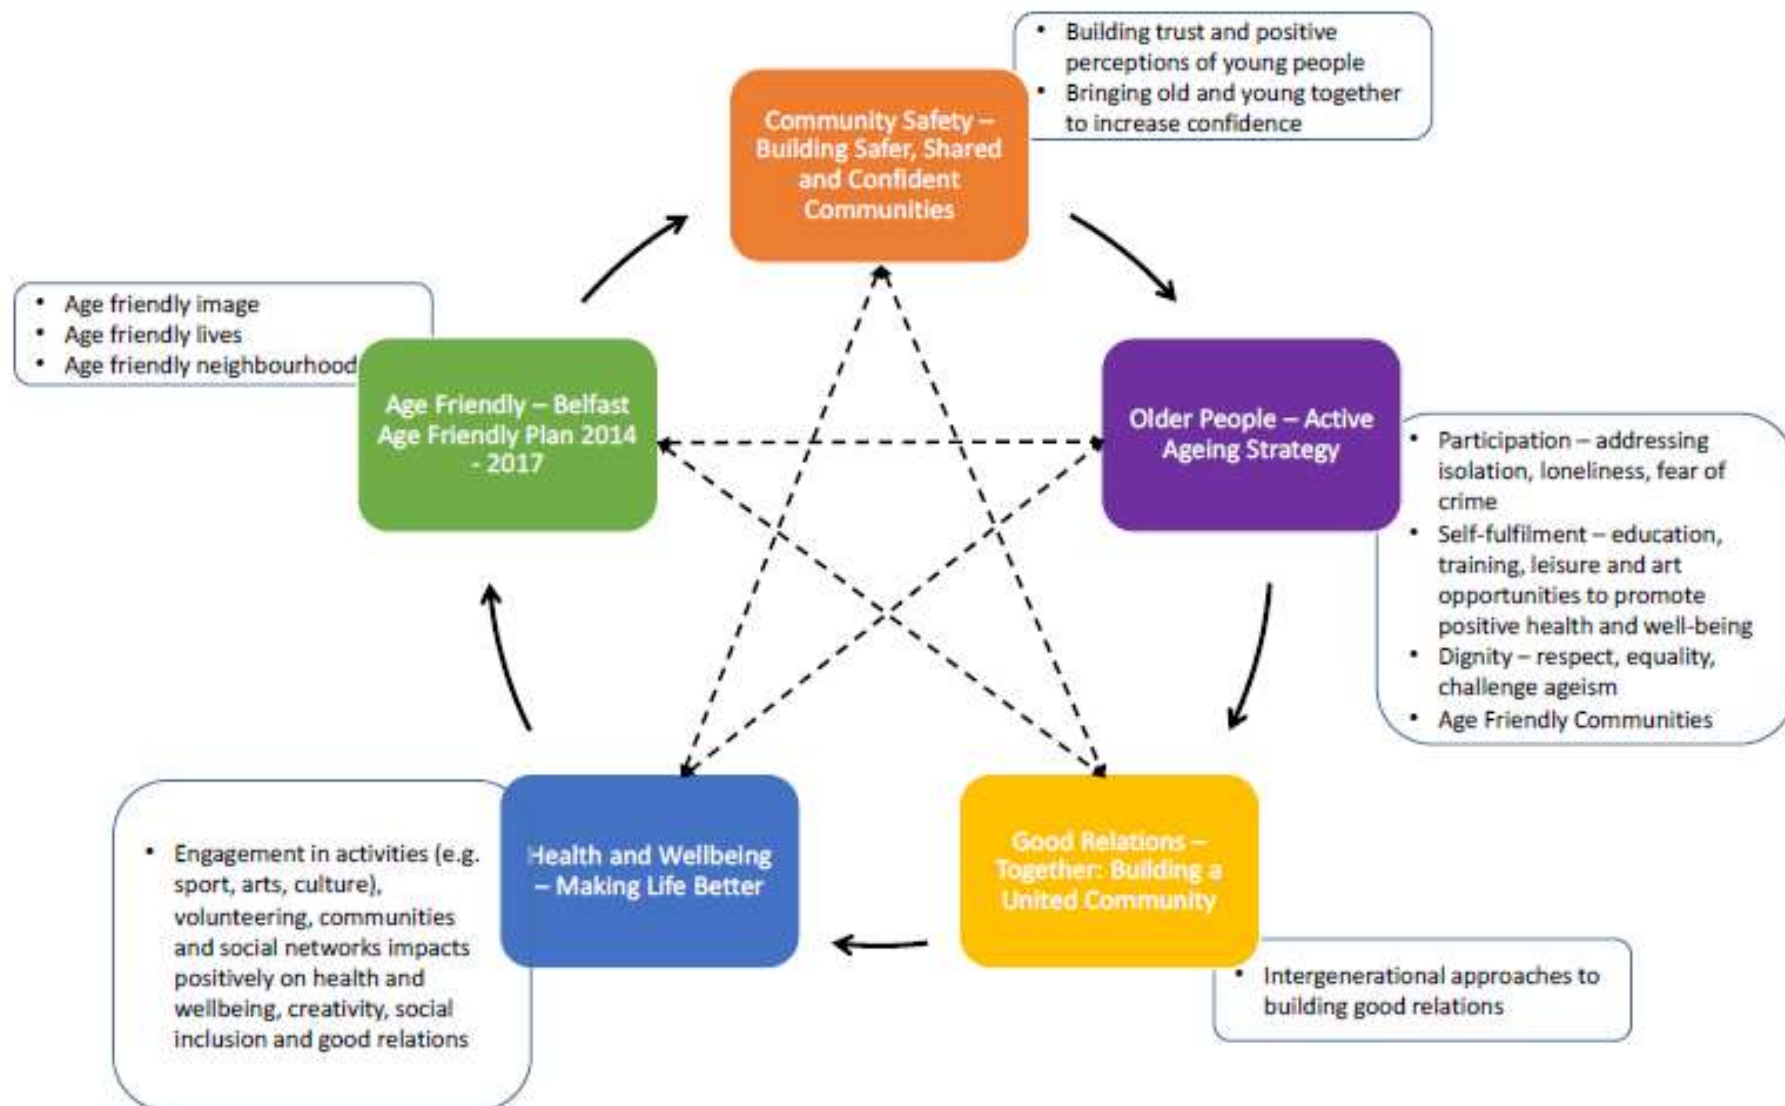 • Building trust and positive
perceptions of young people
• Bringing old and young together
to increase confidence
Community Safety –
Building Safer, Shared
and Confident
Communities
• Age friendly image
• Age friendly lives
• Age friendly neighbourhood
Age Friendly – Belfast
Age Friendly Plan 2014
- 2017
Older People – Active
Ageing Strategy
• Participation – addressing
isolation, loneliness, fear of
crime
• Self-fulfilment – education,
training, leisure and art
opportunities to promote
positive health and well-being
• Dignity – respect, equality,
challenge ageism
• Age Friendly Communities
• Engagement in activities (e.g.
sport, arts, culture),
volunteering, communities
and social networks impacts
positively on health and
wellbeing, creativity, social
inclusion and good relations
Health and Wellbeing
– Making Life Better
Good Relations –
Together: Building a
United Community
• Intergenerational approaches to
building good relations